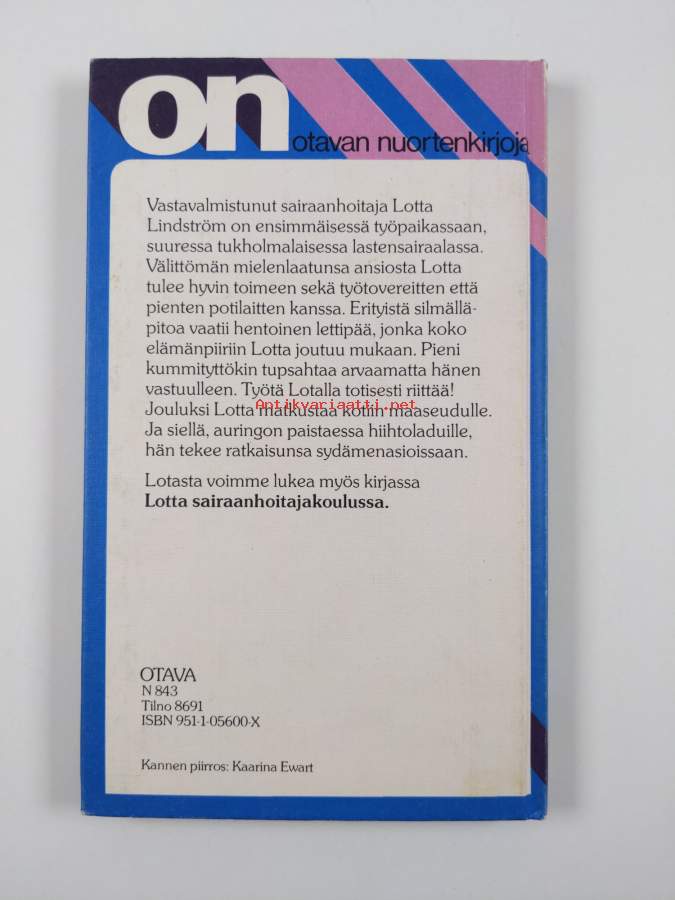 on
otavan nuortenkirjoja
Vastavalmistunut sairaanhoitaja Lotta
Lindström on ensimmäisessä työpaikassaan,
suuressa tukholmalaisessa lastensairaalassa.
Välittömän mielenlaatunsa ansiosta Lotta
tulee hyvin toimeen sekä työtovereitten että
pienten potilaitten kanssa. Erityistä silmällä-
pitoa vaatii hentoinen lettipää, jonka koko
elämänpiiriin Lotta joutuu mukaan. Pieni
kummityttökin tupsahtaa arvaamatta hänen
vastuulleen. Työtä Lotalla totisesti riittää!
Antikvariaatti.net
Jouluksi Lotta matkustaa kotiin maaseudulle.
Ja siellä, auringon paistaessa hiihtoladuille,
hän tekee ratkaisunsa sydämenasioissaan.
Lotasta voimme lukea myös kirjassa
Lotta sairaanhoitajakoulussa.
OTAVA
N 843
Tilno 8691
ISBN 951-1-05600-X
Kannen piirros: Kaarina Ewart